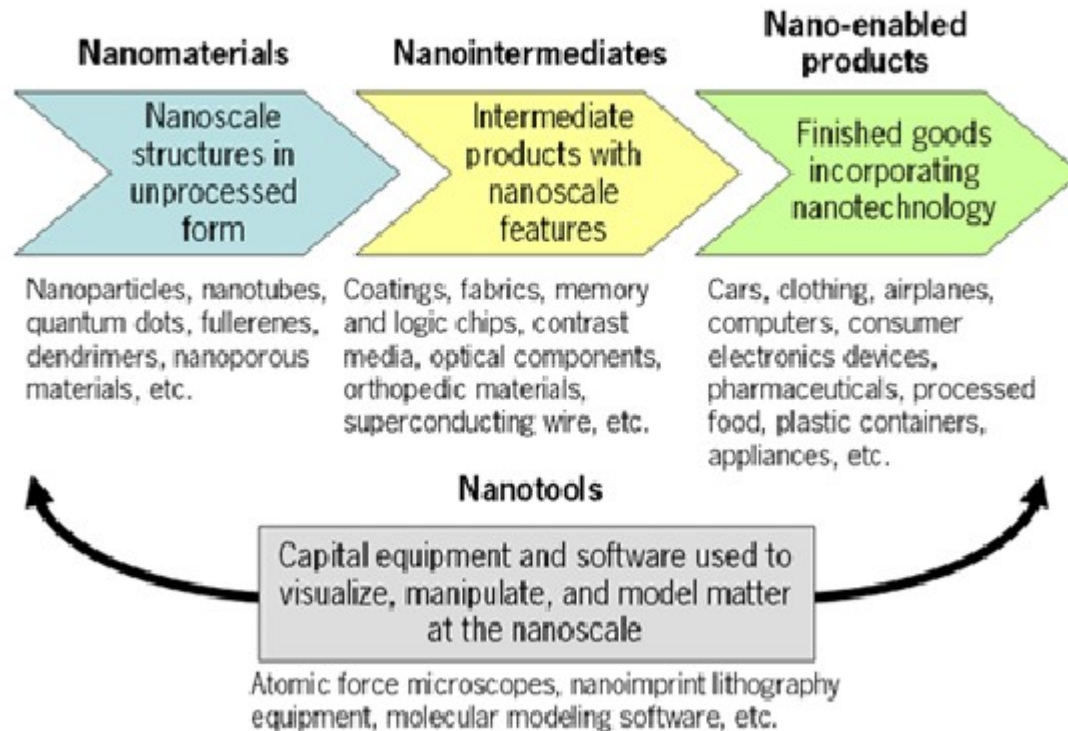 Nanomaterials
Nanoscale
structures in
unprocessed
form
Nanoparticles, nanotubes,
quantum dots, fullerenes,
dendrimers, nanoporous
materials, etc.
Nanointermediates
Intermediate
products with
nanoscale
features
Coatings, fabrics, memory
and logic chips, contrast
media, optical components,
orthopedic materials,
superconducting wire, etc.
Nano-enabled
products
Finished goods
incorporating
nanotechnology
Cars, clothing, airplanes,
computers, consumer
electronics devices,
pharmaceuticals, processed
food, plastic containers,
appliances, etc.
Nanotools
Capital equipment and software used to
visualize, manipulate, and model matter
at the nanoscale
Atomic force microscopes, nanoimprint lithography
equipment, molecular modeling software, etc.